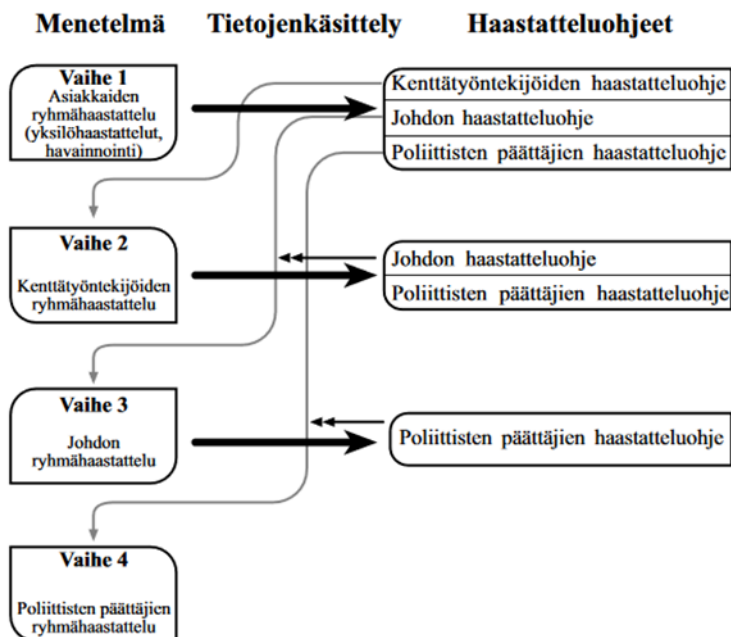 Menetelmä Tietojenkäsittely Haastatteluohjeet
Vaihe 1
Asiakkaiden
ryhmähaastattelu
(yksilöhaastattelut,
havainnointi)
Kenttätyöntekijöiden haastatteluohje
Johdon haastatteluohje
Poliittisten päättäjien haastatteluohje
Vaihe 2
Kenttätyöntekijöiden
ryhmähaastattelu
Johdon haastatteluohje
Poliittisten päättäjien haastatteluohje
Vaihe 3
Johdon
ryhmähaastattelu
Poliittisten päättäjien haastatteluohje
Vaihe 4
Poliittisten päättäjien
ryhmähaastattelu